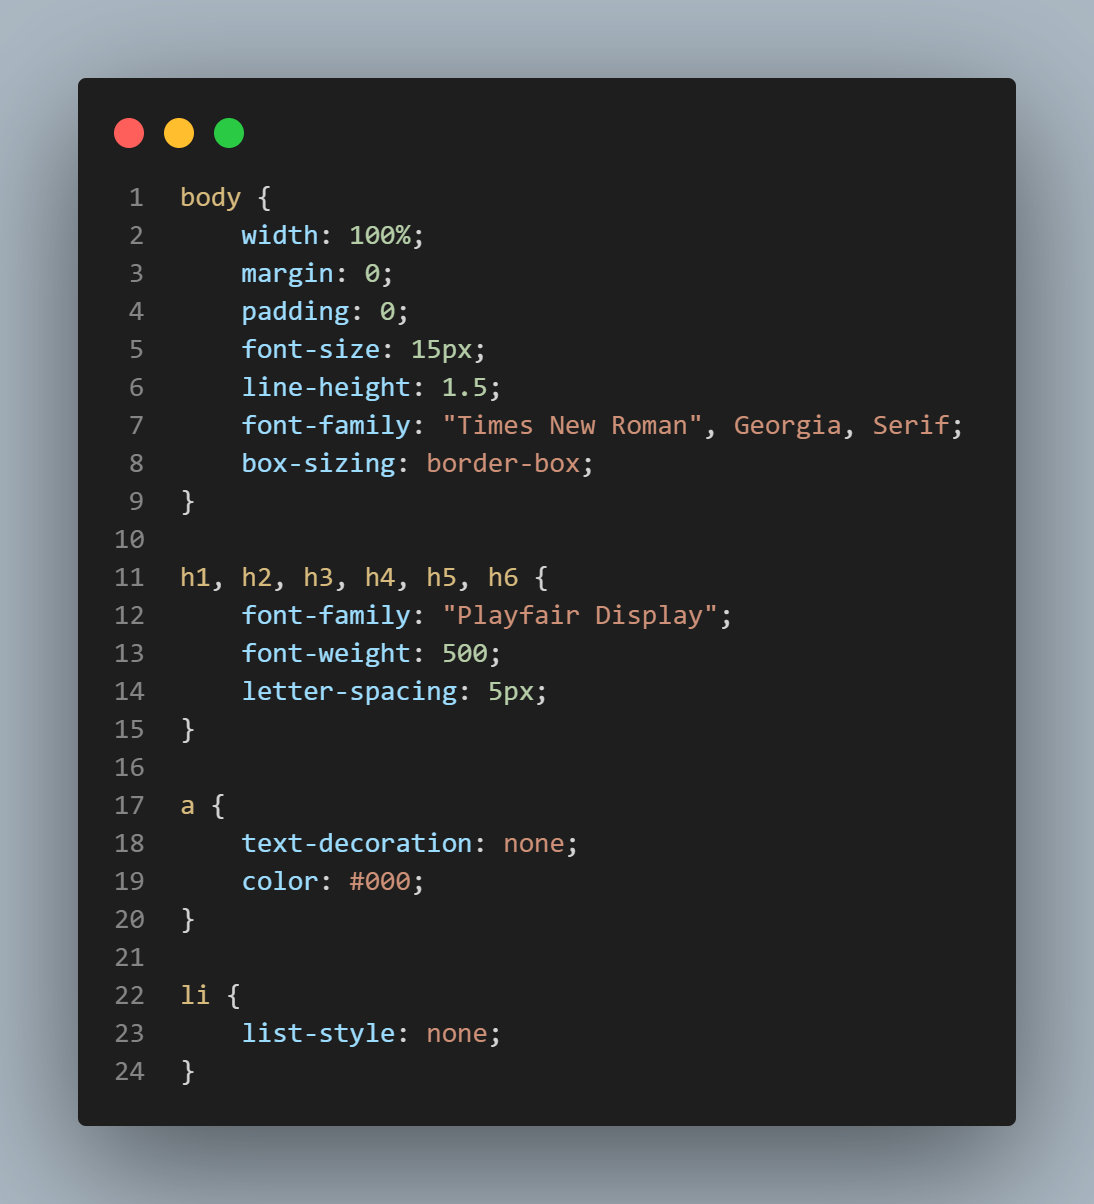 1 body {
2     width: 100%;
3     margin: 0;
4     padding: 0;
5     font-size: 15px;
6     line-height: 1.5;
7     font-family: "Times New Roman", Georgia, Serif;
8     box-sizing: border-box;
9 }
10
11 h1, h2, h3, h4, h5, h6 {
12     font-family: "Playfair Display";
13     font-weight: 500;
14     letter-spacing: 5px;
15 }
16
17 a {
18     text-decoration: none;
19     color: #000;
20 }
21
22 li {
23     list-style: none;
24 }